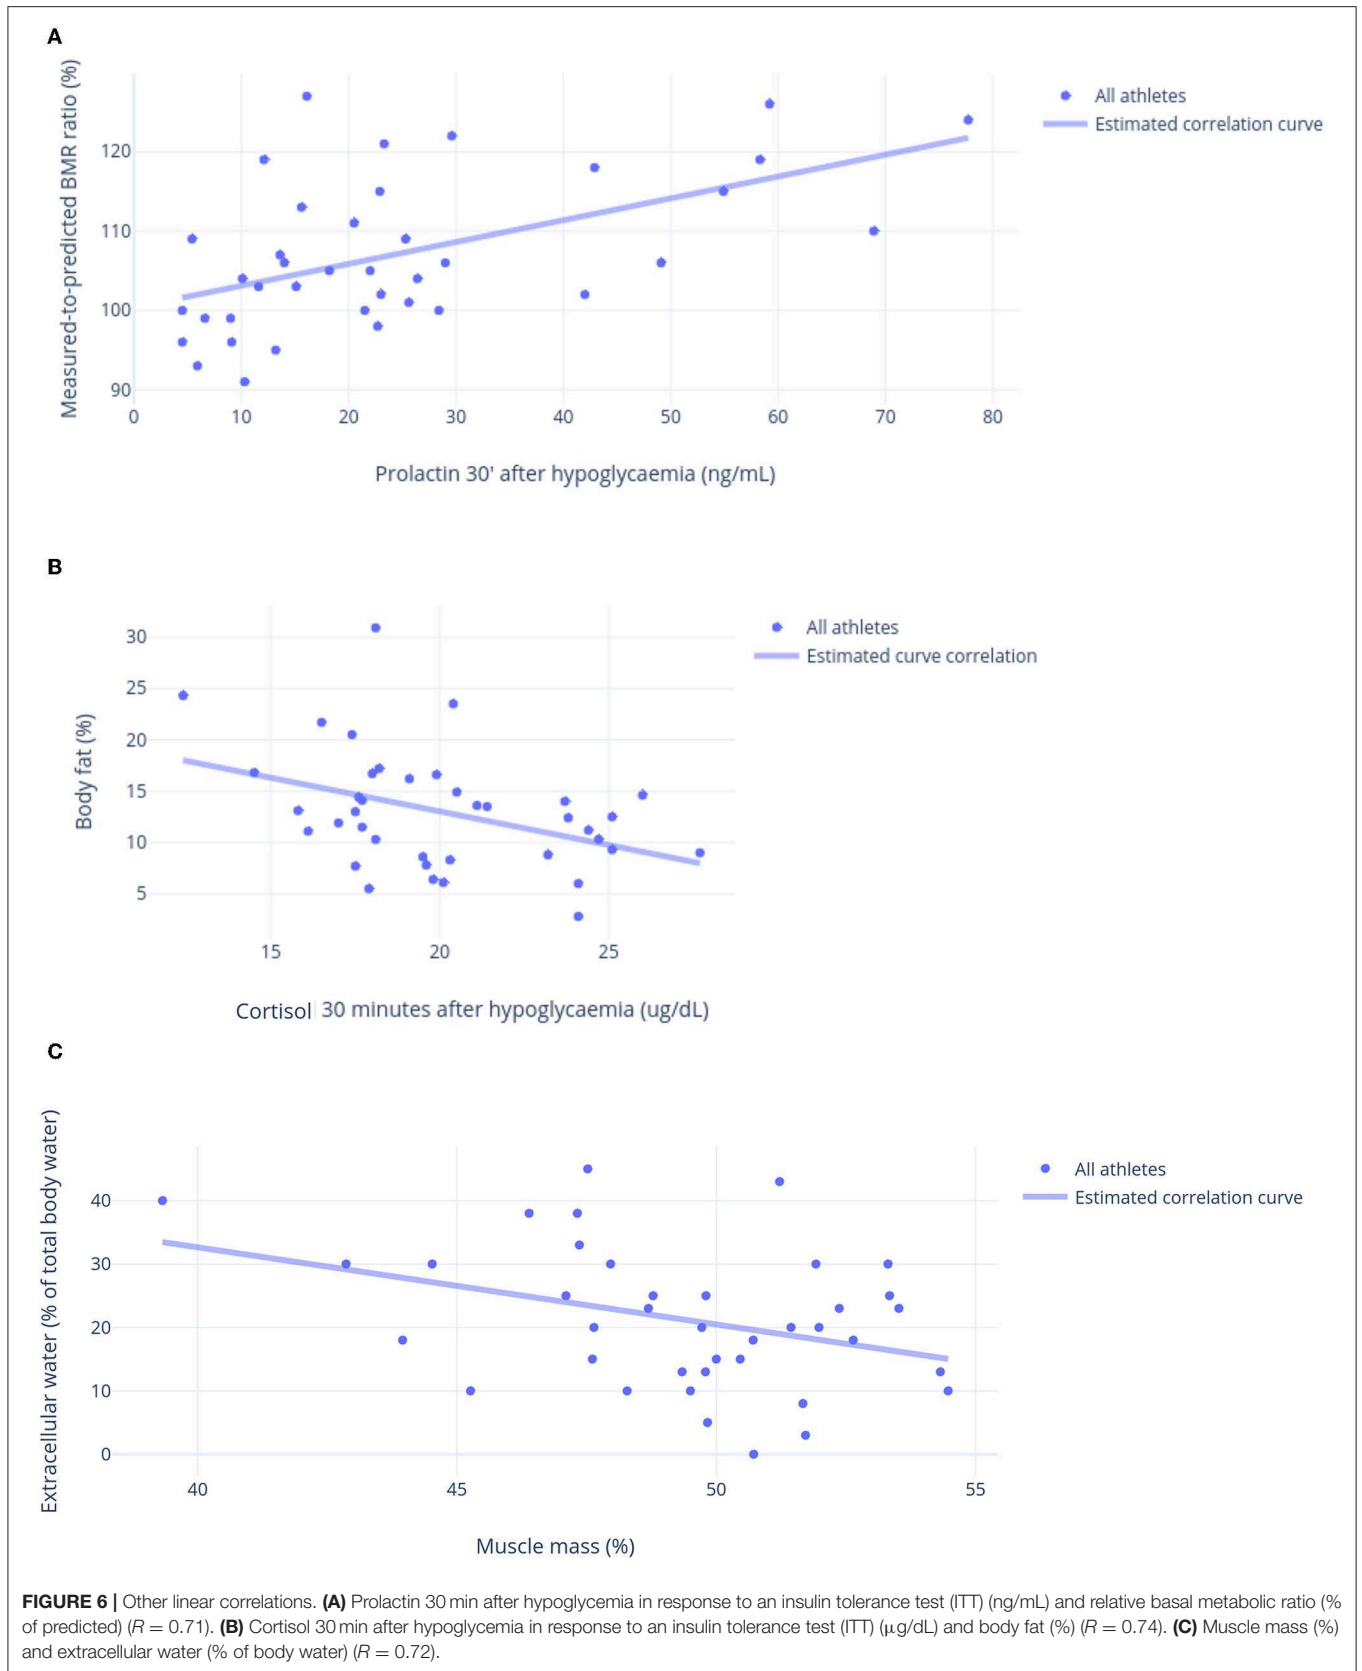 A
Measured-to-predicted BMR ratio (%)
120
110
100
90
0 10 20 30 40 50 60 70 80
Prolactin 30' after hypoglycaemia (ng/mL)
All athletes
Estimated correlation curve
B
Body fat (%)
30
25
20
15
10
5
15 20 25
Cortisol 30 minutes after hypoglycaemia (ug/dL)
All athletes
Estimated curve correlation
C
Extracellular water (% of total body water)
40
30
20
10
0
40 45 50 55
Muscle mass (%)
All athletes
Estimated correlation curve
FIGURE 6 | Other linear correlations. (A) Prolactin 30 min after hypoglycemia in response to an insulin tolerance test (ITT) (ng/mL) and relative basal metabolic ratio (%
of predicted) (R = 0.71). (B) Cortisol 30 min after hypoglycemia in response to an insulin tolerance test (ITT) (μg/dL) and body fat (%) (R = 0.74). (C) Muscle mass (%)
and extracellular water (% of body water) (R = 0.72).